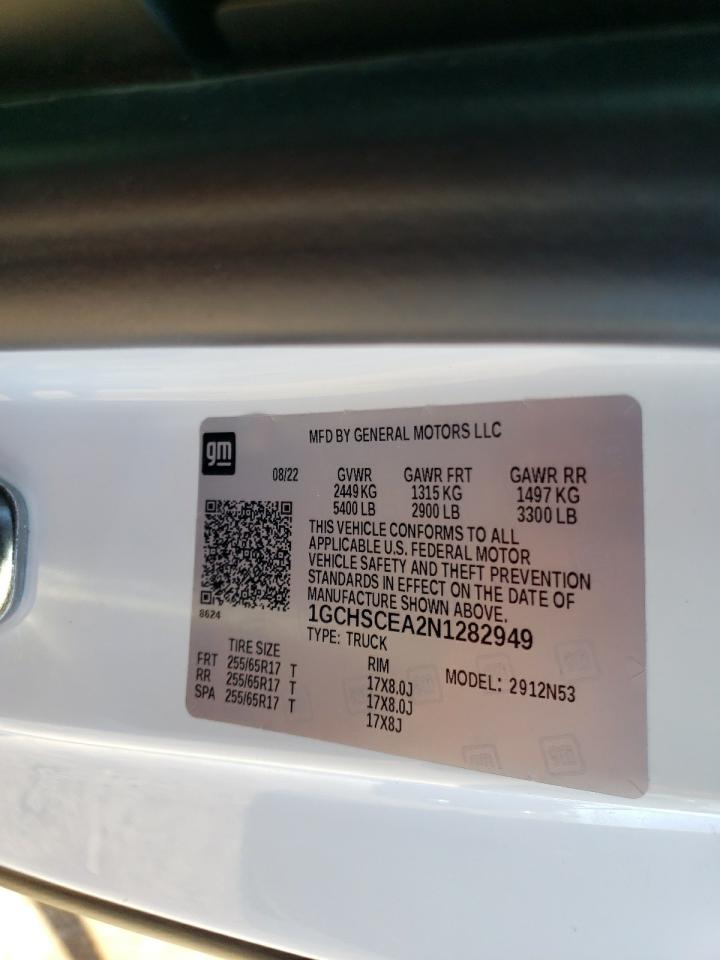 gm
MFD BY GENERAL MOTORS LLC
08/22 GVWR GAWR FRT GAWR RR
2449 KG 1315 KG 1497 KG
5400 LB 2900 LB 3300 LB
THIS VEHICLE CONFORMS TO ALL
APPLICABLE U.S. FEDERAL MOTOR
VEHICLE SAFETY AND THEFT PREVENTION
STANDARDS IN EFFECT ON THE DATE OF
MANUFACTURE SHOWN ABOVE.
8624
1GCHSCEA2N1282949
TYPE: TRUCK
TIRE SIZE RIM MODEL: 2912N53
FRT 255/65R17 T 17X8.0J
RR 255/65R17 T 17X8.0J
SPA 255/65R17 T 17X8J